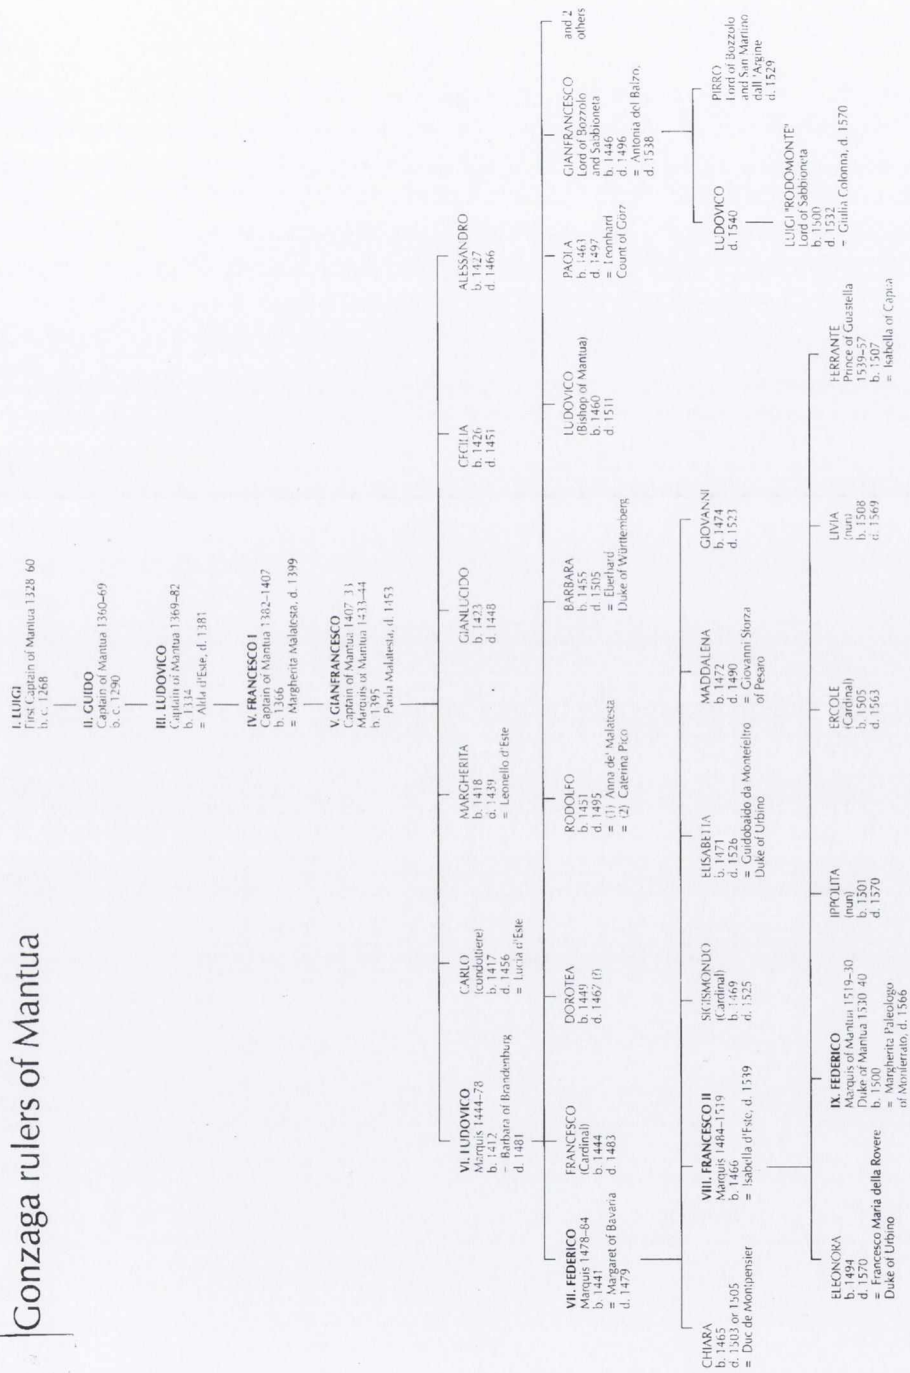 Gonzaga rulers of Mantua
I. LUIGI
First Captain of Mantua 1328-60
b. c. 1268
II. GUIDO
Captain of Mantua 1360–69
b. c. 1290
III. LUDOVICO
Captain of Mantua 1369–82
b. 1334
= Alda d'Este, d. 1381
IV. FRANCESCO I
Captain of Mantua 1382–1407
b. 1366
= Margherita Malatesta, d. 1399
V. GIANFRANCESCO
Captain of Mantua 1407-33
Marquis of Mantua 1433–44
b. 1395
Paola Malatesta, d. 1453
VI. LUDOVICO
Marquis 1444–78
b. 1412
= Barbara of Brandenburg
d. 1481
CARLO
(condottiere)
b. 1417
d. 1456
= Lucia d'Este
MARGHERITA
b. 1418
d. 1439
= Leonello d'Este
GIANLUCIDO
b. 1423
d. 1448
CECILIA
b. 1426
d. 1451
ALESSANDRO
b. 1427
d. 1466
VII. FEDERICO
Marquis 1478–84
b. 1441
= Margaret of Bavaria
d. 1479
FRANCESCO
(Cardinal)
b. 1444
d. 1483
DOROTEA
b. 1449
d. 1467 (?)
RODOLFO
b. 1451
d. 1495
= (1) Anna de' Malatesta
= (2) Caterina Pico
BARBARA
b. 1455
d. 1505
= Eberhard
Duke of Württemberg
LUDOVICO
(Bishop of Mantua)
b. 1460
d. 1511
PAOLA
b. 1463
d. 1497
= Leonhard
Count of Görz
GIANFRANCESCO
Lord of Bozzolo
and Sabbioneta
b. 1446
d. 1496
= Antonia del Balzo,
d. 1538
and 2
others
CHIARA
b. 1465
d. 1503 or 1505
= Duc de Montpensier
VIII. FRANCESCO II
Marquis 1484–1519
b. 1466
= Isabella d'Este, d. 1539
SIGISMONDO
(Cardinal)
b. 1469
d. 1525
ELISABETTA
b. 1471
d. 1526
= Guidobaldo da Montefeltro
Duke of Urbino
MADDALENA
b. 1472
d. 1490
= Giovanni Sforza
of Pesaro
GIOVANNI
b. 1474
d. 1523
LUDOVICO
d. 1540
PIRRO
Lord of Bozzolo
and San Martino
dall'Argine
d. 1529
LUIGI "RODOMONTE"
Lord of Sabbioneta
b. 1500
d. 1532
= Giulia Colonna, d. 1570
ELEONORA
b. 1494
d. 1570
= Francesco Maria della Rovere
Duke of Urbino
IX. FEDERICO
Marquis of Mantua 1519–30
Duke of Mantua 1530-40
b. 1500
= Margherita Paleologo
of Monferrato, d. 1566
IPPOLITA
(nun)
b. 1501
d. 1570
ERCOLE
(Cardinal)
b. 1505
d. 1563
LIVIA
(nun)
b. 1508
d. 1569
FERRANTE
Prince of Guastella
1539–57
b. 1507
= Isabella of Capua